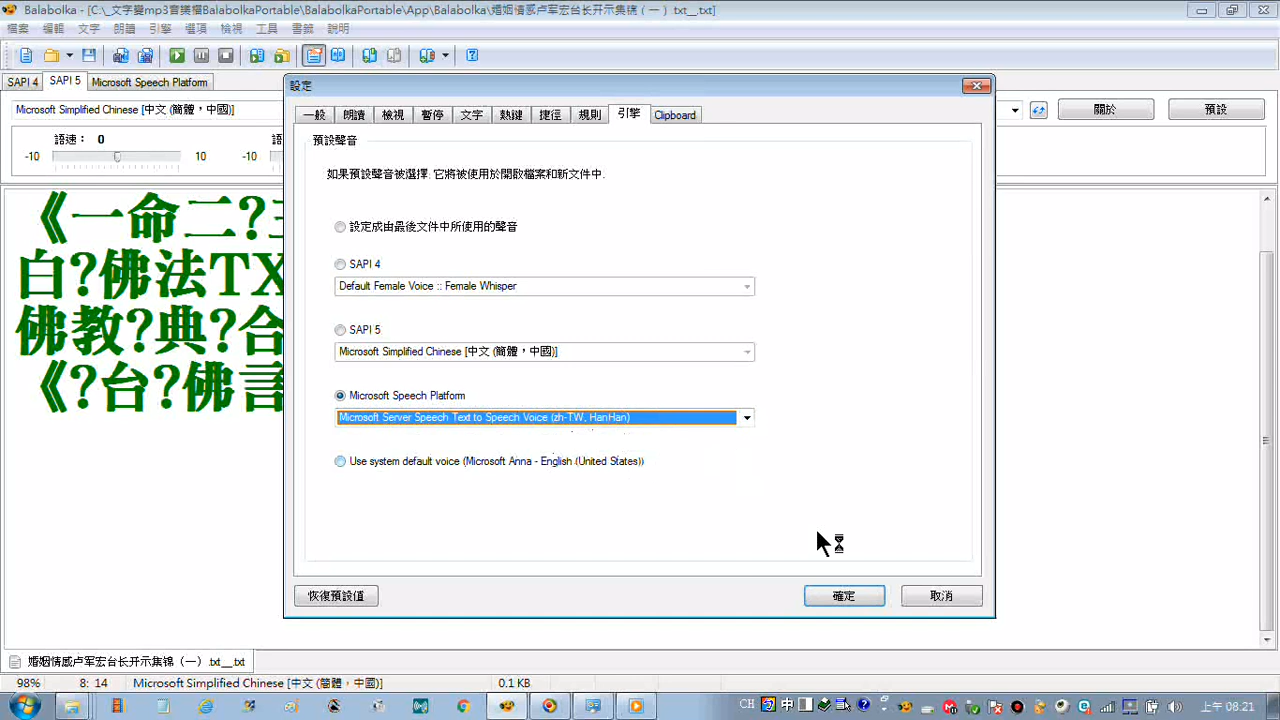 Balabolka - [C:\_文字變mp3會議檔BalabolkaPortable\BalabolkaPortable\App\Balabolka\婚姻情感卢军宏台长开示集锦（一）.txt__.txt]
檔案 編輯 文字 朗讀 引擎 選項 檢視 工具 書籤 說明
SAPI 4 SAPI 5 Microsoft Speech Platform
Microsoft Simplified Chinese [中文 (簡體，中國)]
關於 預設
語速： 0 語
-10 10 -10
《一命二?
白?佛法TX
佛教?典?合
《?台?佛言
設定
一般 朗讀 檢視 暫停 文字 熱鍵 捷徑 規則 引擎 Clipboard
預設聲音
如果預設聲音被選擇. 它將被使用於開啟檔案和新文件中.
設定成由最後文件中所使用的聲音
SAPI 4
Default Female Voice :: Female Whisper
SAPI 5
Microsoft Simplified Chinese [中文 (簡體，中國)]
Microsoft Speech Platform
Microsoft Server Speech Text to Speech Voice (zh-TW, HanHan)
Use system default voice (Microsoft Anna - English (United States))
恢復預設值 確定 取消
婚姻情感卢军宏台长开示集锦（一）.txt__.txt
98% 8: 14 Microsoft Simplified Chinese [中文 (簡體，中國)] 0.1 KB
CH 中 上午 08:21